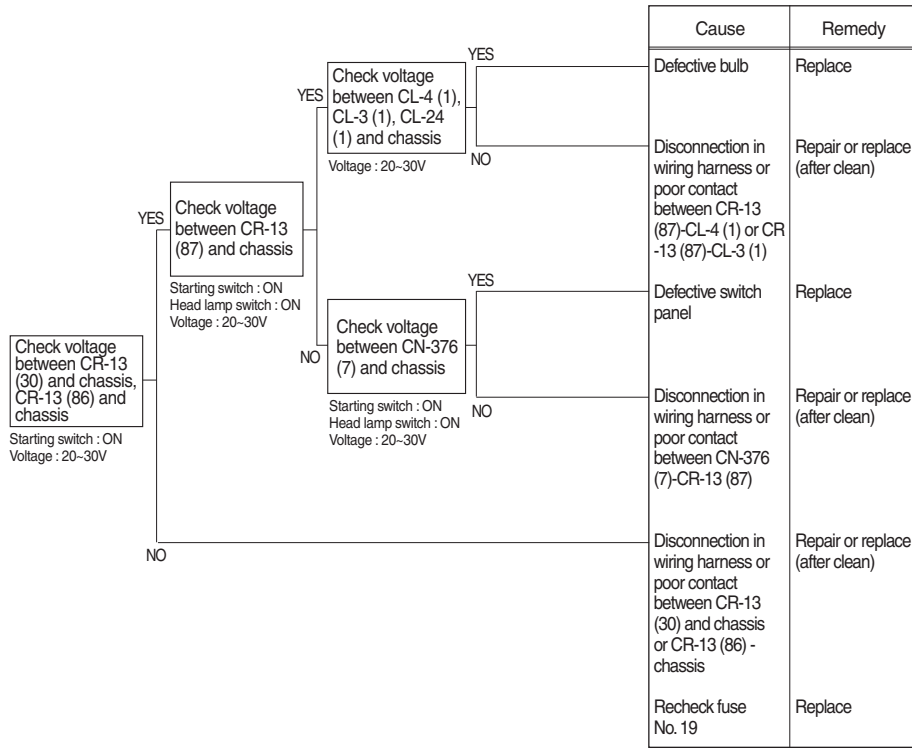 Check voltage
between CR-13
(30) and chassis,
CR-13 (86) and
chassis
Starting switch : ON
Voltage : 20~30V
YES
NO
Check voltage
between CR-13
(87) and chassis
Starting switch : ON
Head lamp switch : ON
Voltage : 20~30V
YES
NO
Check voltage
between CL-4 (1),
CL-3 (1), CL-24
(1) and chassis
Voltage : 20~30V
YES
NO
Check voltage
between CN-376
(7) and chassis
Starting switch : ON
Head lamp switch : ON
Voltage : 20~30V
YES
NO
Cause
Remedy
Defective bulb
Replace
Disconnection in
wiring harness or
poor contact
between CR-13
(87)-CL-4 (1) or CR
-13 (87)-CL-3 (1)
Repair or replace
(after clean)
Defective switch
panel
Replace
Disconnection in
wiring harness or
poor contact
between CN-376
(7)-CR-13 (87)
Repair or replace
(after clean)
Disconnection in
wiring harness or
poor contact
between CR-13
(30) and chassis
or CR-13 (86) -
chassis
Repair or replace
(after clean)
Recheck fuse
No. 19
Replace